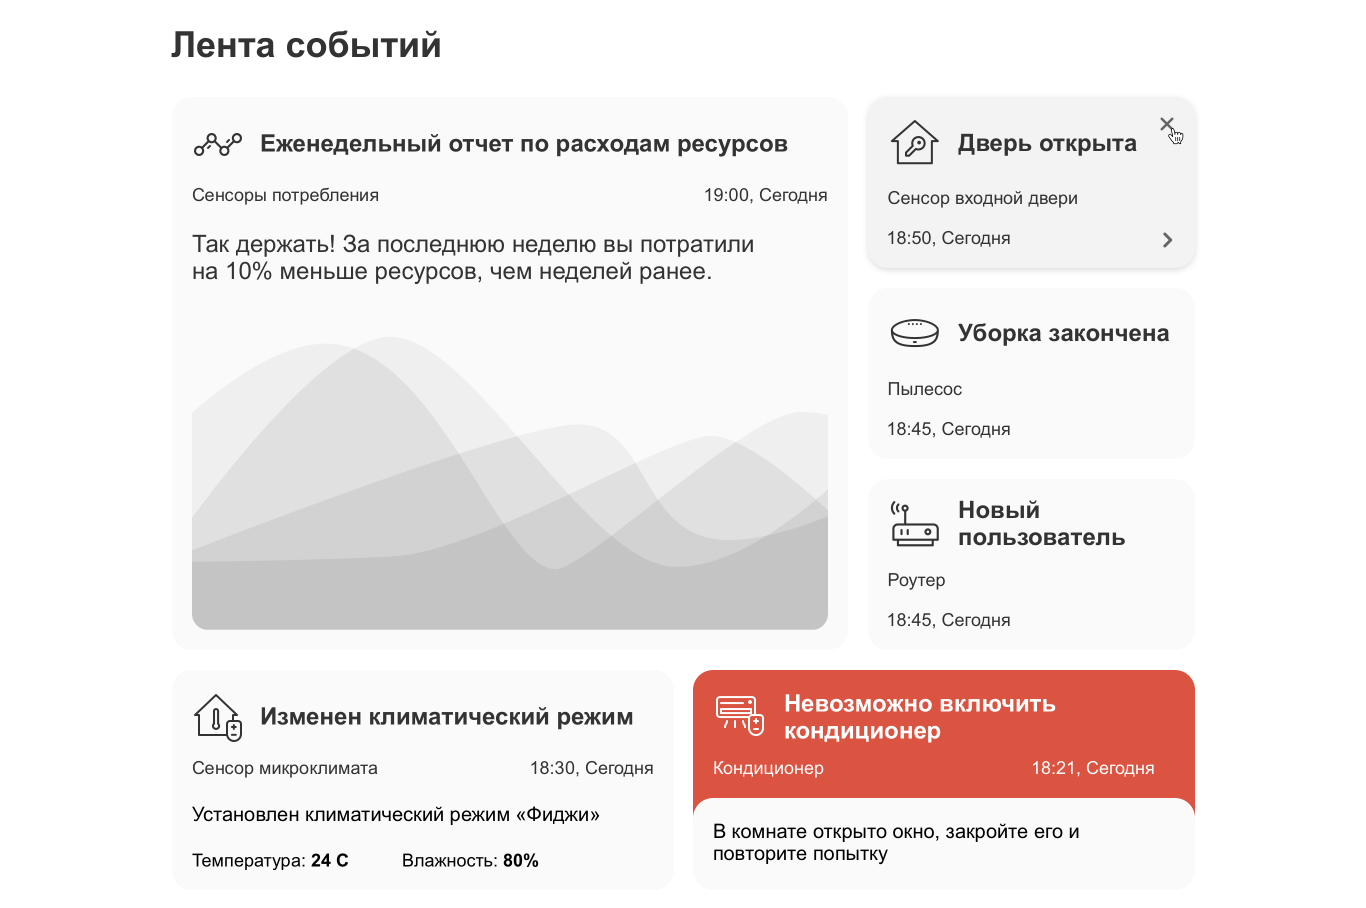 Лента событий
Еженедельный отчет по расходам ресурсов
Сенсоры потребления
19:00, Сегодня
Так держать! За последнюю неделю вы потратили
на 10% меньше ресурсов, чем неделей ранее.
Дверь открыта
Сенсор входной двери
18:50, Сегодня
Уборка закончена
Пылесос
18:45, Сегодня
Новый
пользователь
Роутер
18:45, Сегодня
Изменен климатический режим
Сенсор микроклимата
18:30, Сегодня
Установлен климатический режим «Фиджи»
Температура: 24 C
Влажность: 80%
Невозможно включить
кондиционер
Кондиционер
18:21, Сегодня
В комнате открыто окно, закройте его и
повторите попытку